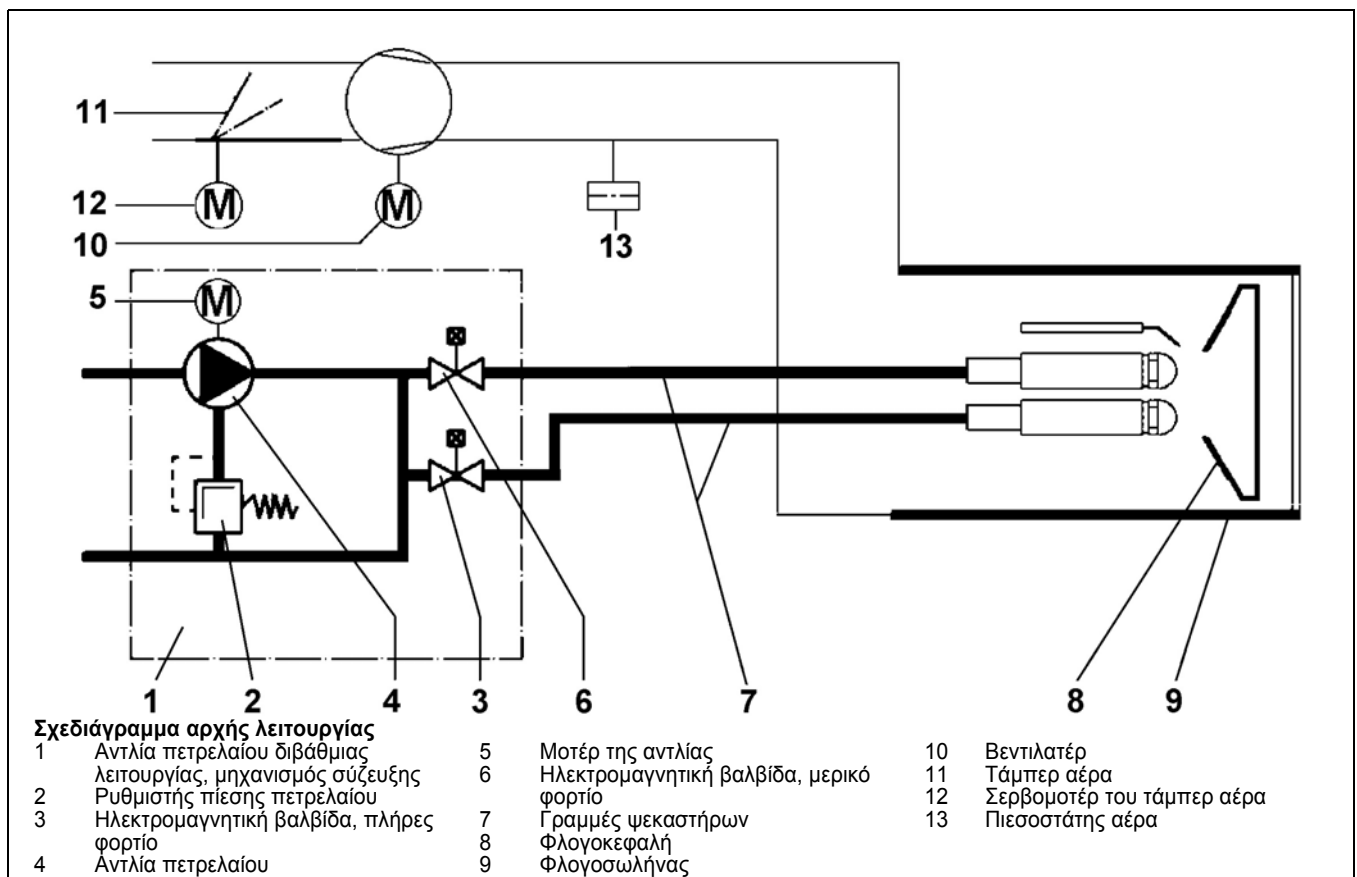 11
12
M
M
10
13
5
M
1
2
4
3
6
7
8
9
Σχεδιάγραμμα αρχής λειτουργίας
1 Αντλία πετρελαίου διβάθμιας
λειτουργίας, μηχανισμός σύζευξης
2 Ρυθμιστής πίεσης πετρελαίου
3 Ηλεκτρομαγνητική βαλβίδα, πλήρες
φορτίο
4 Αντλία πετρελαίου
5 Μοτέρ της αντλίας
6 Ηλεκτρομαγνητική βαλβίδα, μερικό
φορτίο
7 Γραμμές ψεκαστήρων
8 Φλογοκεφαλή
9 Φλογοσωλήνας
10 Βεντιλατέρ
11 Τάμπερ αέρα
12 Σερβομοτέρ του τάμπερ αέρα
13 Πιεσοστάτης αέρα